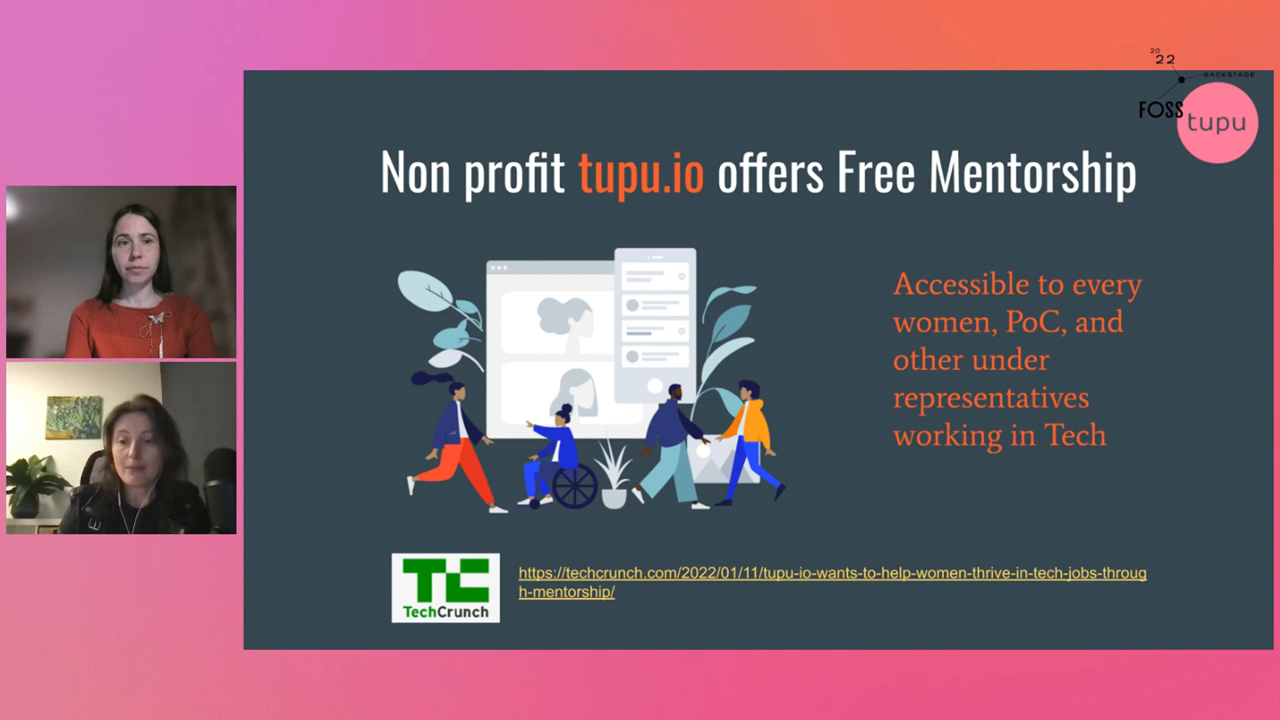 20
22
BACKSTAGE
FOSS
tupu
Non profit tupu.io offers Free Mentorship
Accessible to every
women, PoC, and
other under
representatives
working in Tech
TC
TechCrunch
https://techcrunch.com/2022/01/11/tupu-io-wants-to-help-women-thrive-in-tech-jobs-throug
h-mentorship/